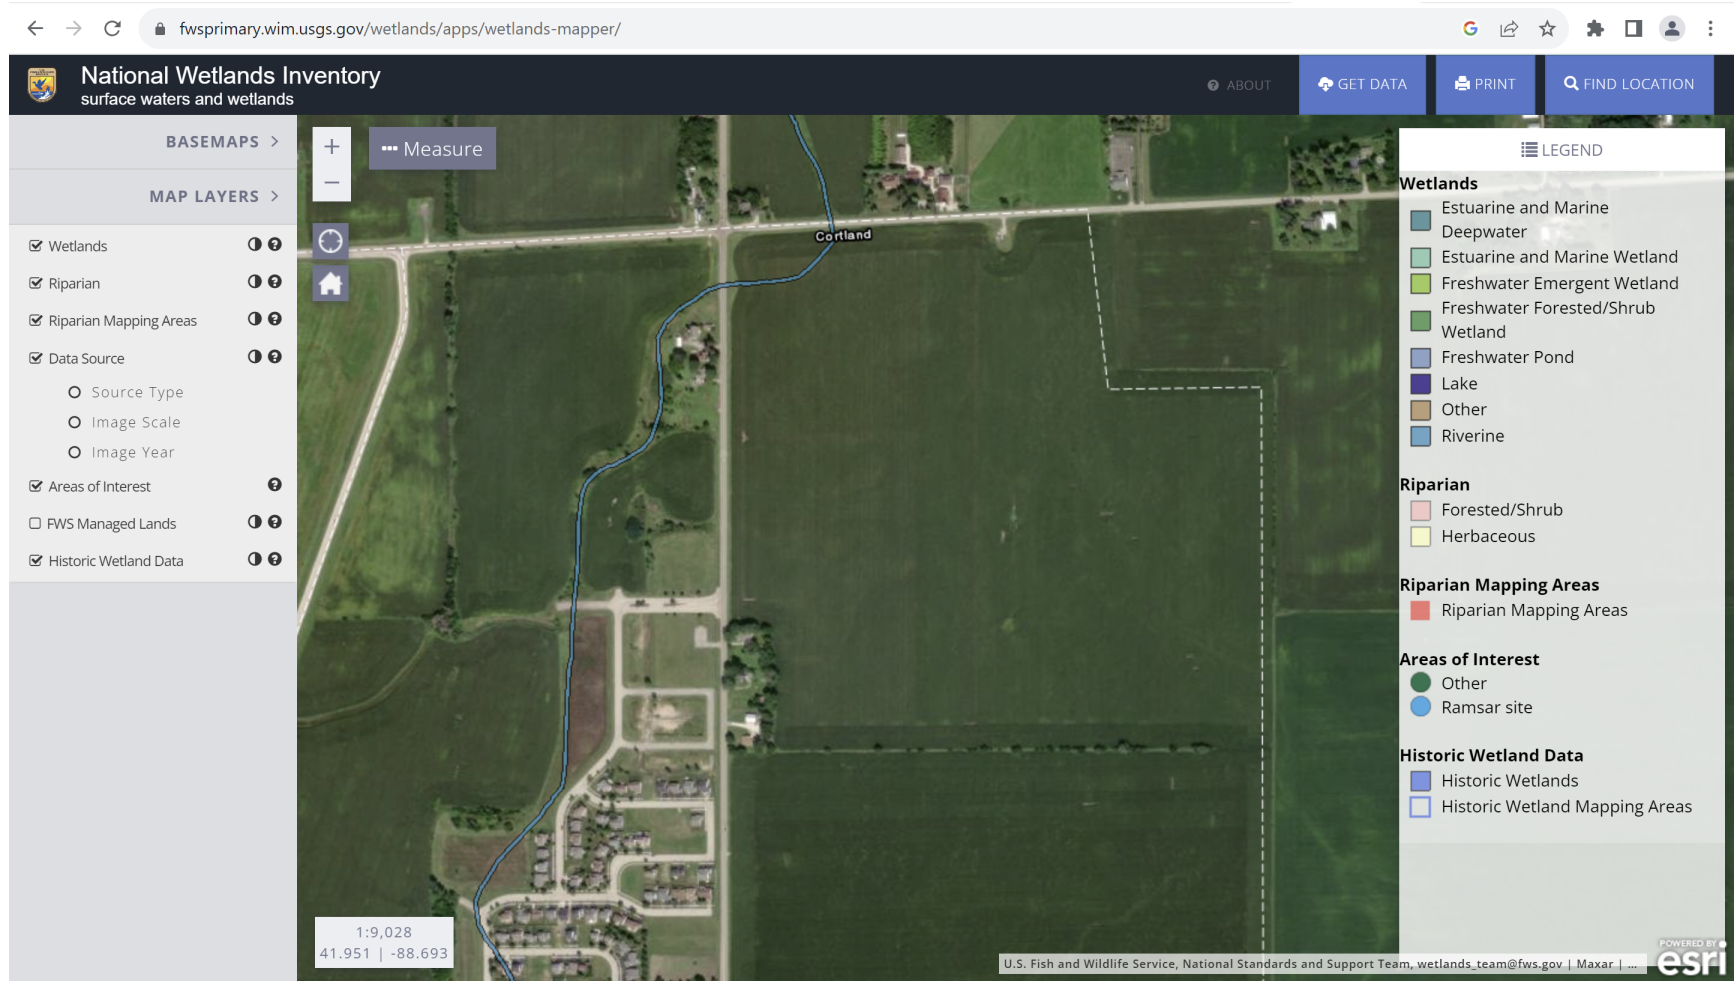 fwsprimary.wim.usgs.gov/wetlands/apps/wetlands-mapper/
National Wetlands Inventory
surface waters and wetlands
ABOUT
GET DATA
PRINT
FIND LOCATION
BASEMAPS
MAP LAYERS
Wetlands
Riparian
Riparian Mapping Areas
Data Source
Source Type
Image Scale
Image Year
Areas of Interest
FWS Managed Lands
Historic Wetland Data
+
−
Measure
Cortland
1:9,028
41.951 | -88.693
LEGEND
Wetlands
Estuarine and Marine
Deepwater
Estuarine and Marine Wetland
Freshwater Emergent Wetland
Freshwater Forested/Shrub
Wetland
Freshwater Pond
Lake
Other
Riverine
Riparian
Forested/Shrub
Herbaceous
Riparian Mapping Areas
Riparian Mapping Areas
Areas of Interest
Other
Ramsar site
Historic Wetland Data
Historic Wetlands
Historic Wetland Mapping Areas
U.S. Fish and Wildlife Service, National Standards and Support Team, wetlands_team@fws.gov | Maxar | ...
POWERED BY
esri